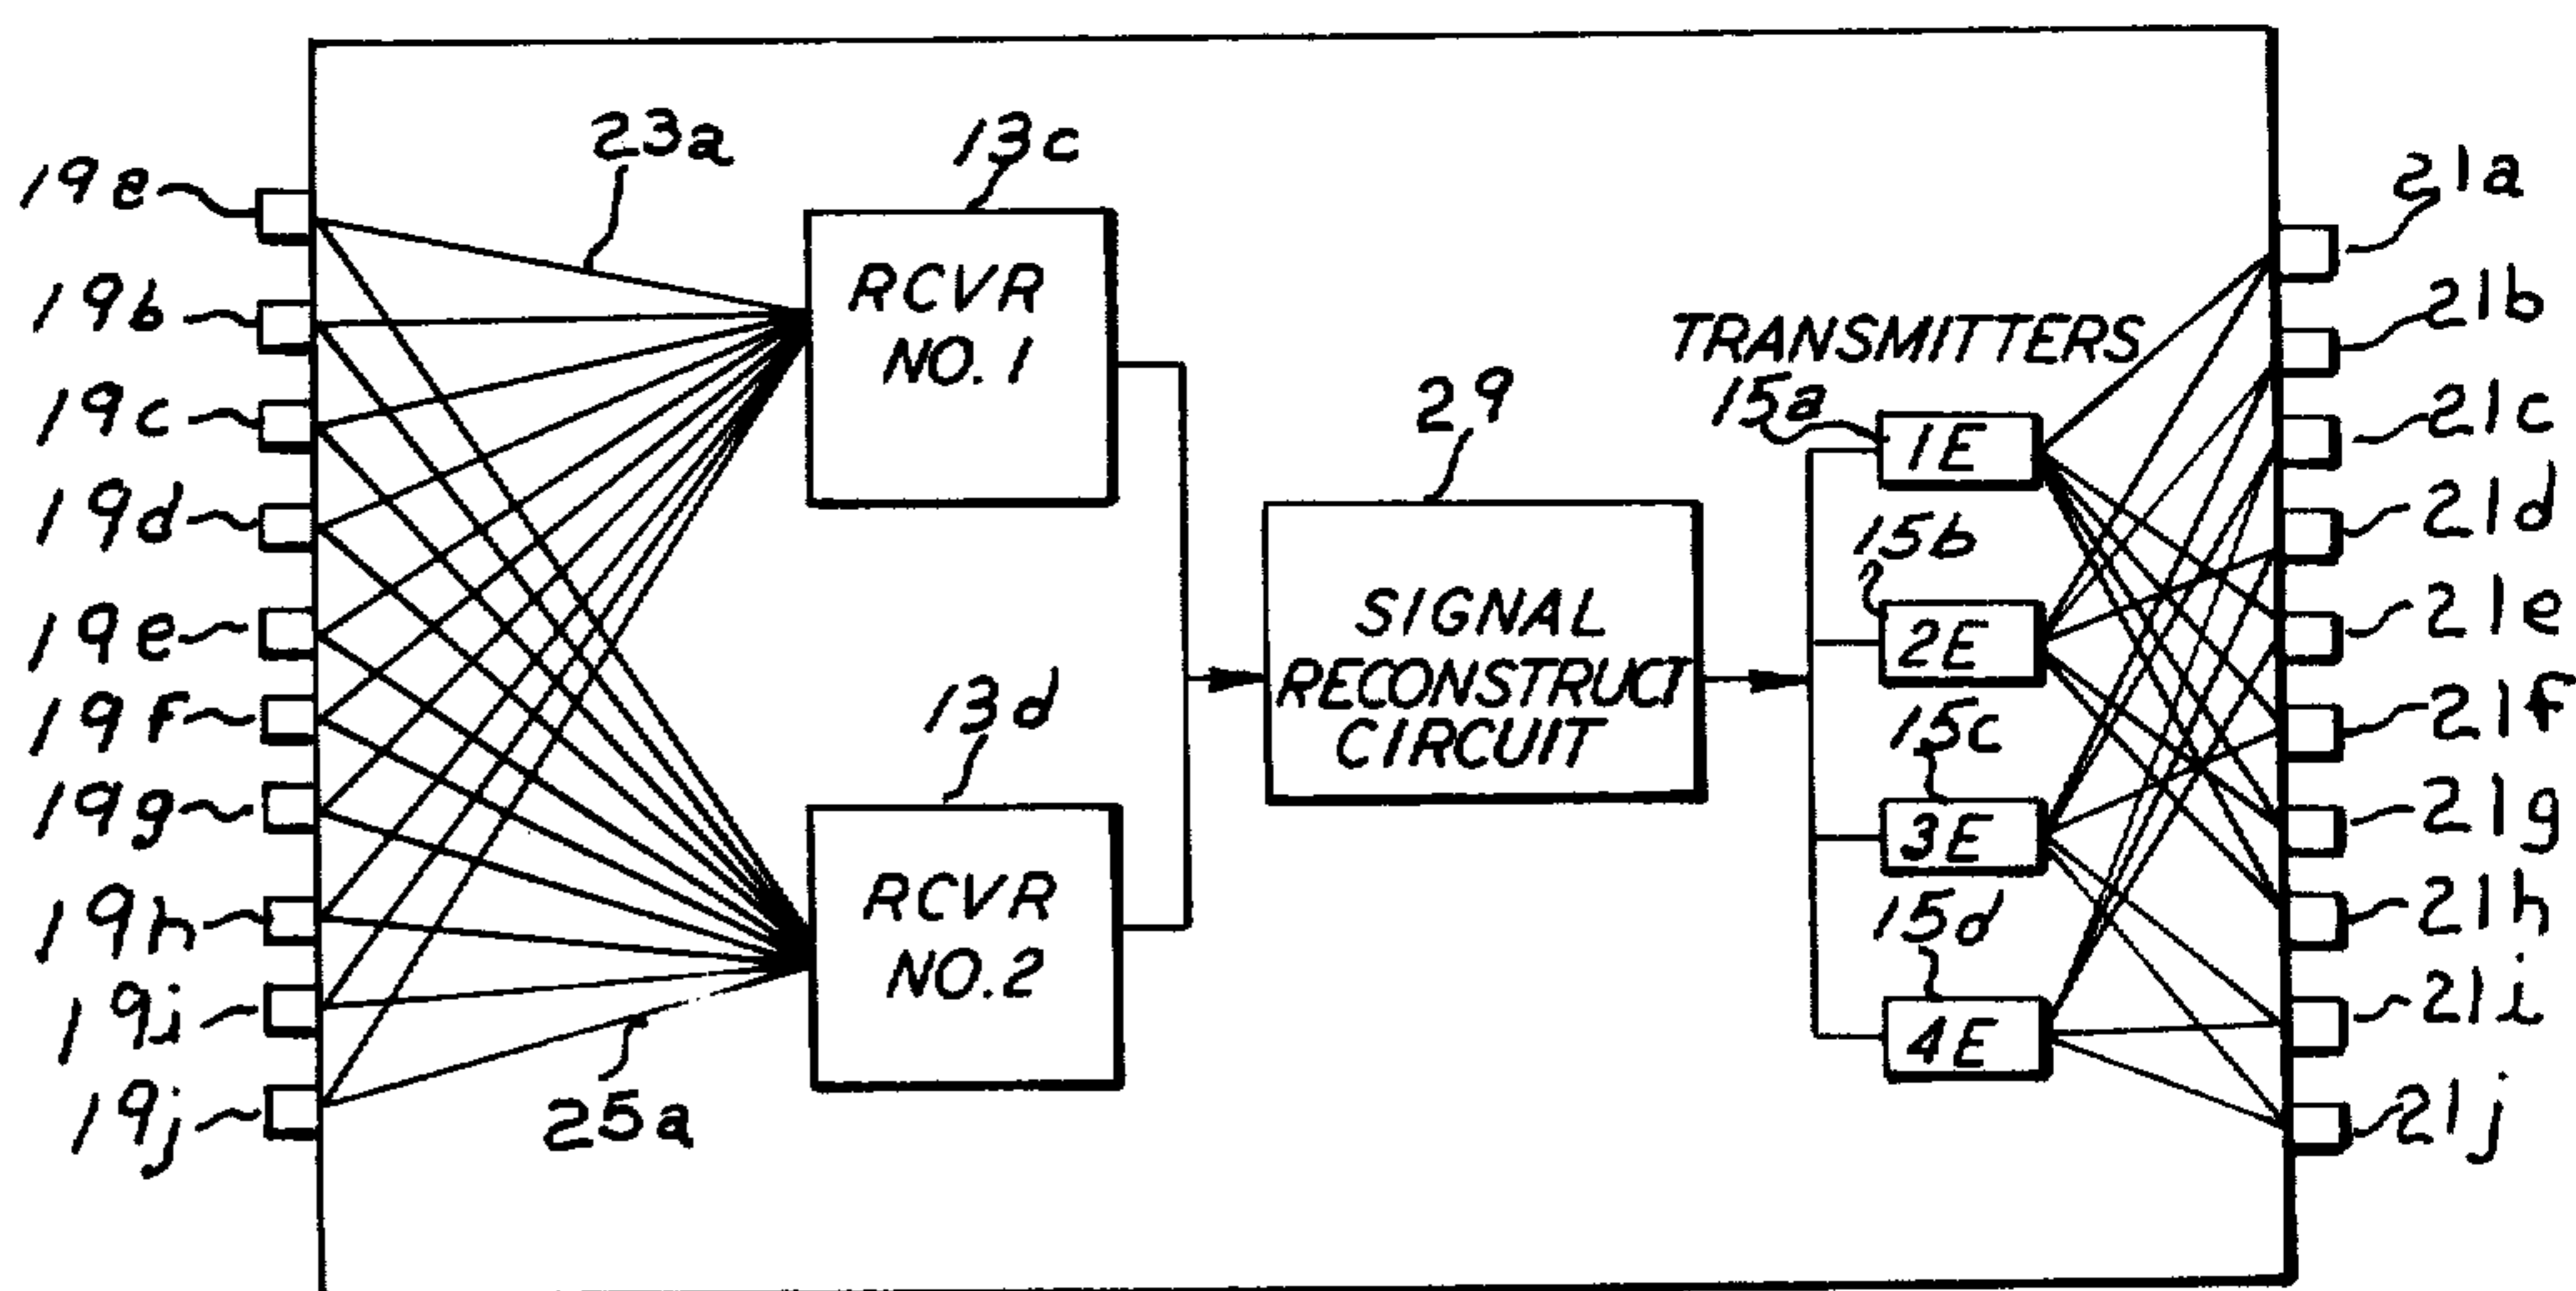 23a
13c
19a
19b
19c
19d
19e
19f
19g
19h
19i
19j
RCVR
NO. 1
13d
RCVR
NO. 2
25a
29
SIGNAL
RECONSTRUCT
CIRCUIT
TRANSMITTERS
15a
1E
15b
2E
15c
3E
15d
4E
21a
21b
21c
21d
21e
21f
21g
21h
21i
21j